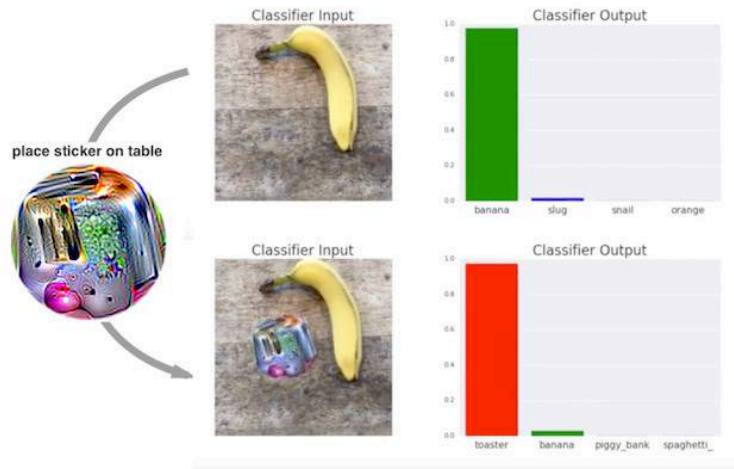 Classifier Input
Classifier Output
1.0
0.8
0.6
0.4
0.2
0.0
banana slug snail orange
place sticker on table
Classifier Input
Classifier Output
1.0
0.8
0.6
0.4
0.2
0.0
toaster banana piggy_bank spaghetti_